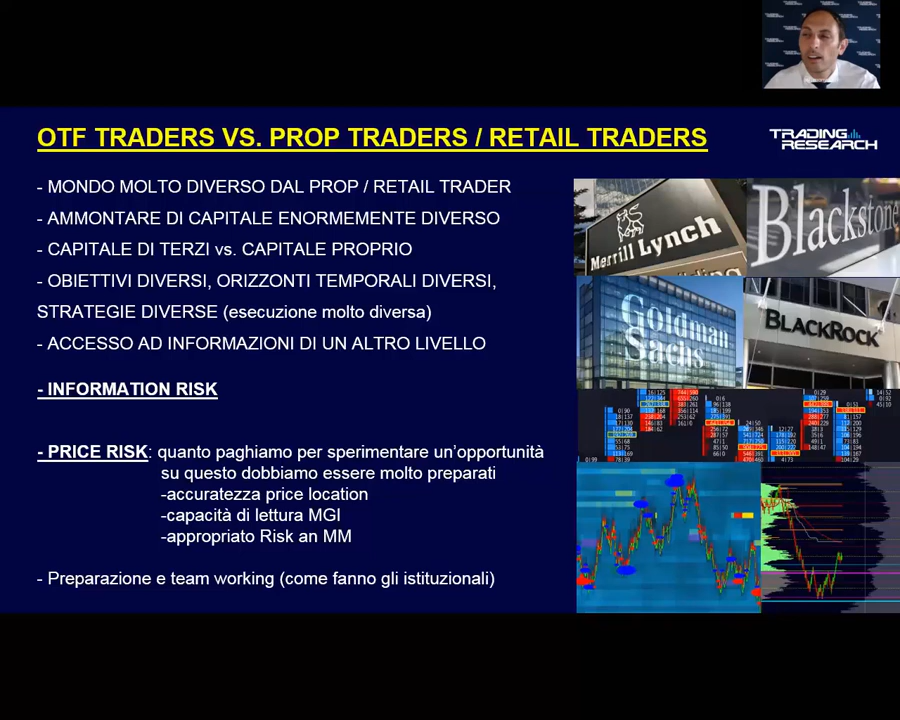 OTF TRADERS VS. PROP TRADERS / RETAIL TRADERS
TRADING
RESEARCH
- MONDO MOLTO DIVERSO DAL PROP / RETAIL TRADER
- AMMONTARE DI CAPITALE ENORMEMENTE DIVERSO
- CAPITALE DI TERZI vs. CAPITALE PROPRIO
- OBIETTIVI DIVERSI, ORIZZONTI TEMPORALI DIVERSI,
STRATEGIE DIVERSE (esecuzione molto diversa)
- ACCESSO AD INFORMAZIONI DI UN ALTRO LIVELLO
- INFORMATION RISK
- PRICE RISK: quanto paghiamo per sperimentare un'opportunità
su questo dobbiamo essere molto preparati
-accuratezza price location
-capacità di lettura MGI
-appropriato Risk an MM
- Preparazione e team working (come fanno gli istituzionali)
Merrill Lynch
Blackstone
Goldman
Sachs
BLACKROCK